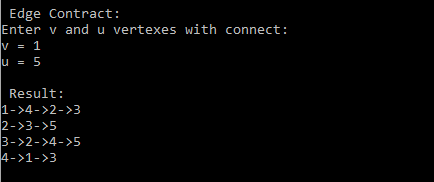 Edge Contract:
Enter v and u vertexes with connect:
v = 1
u = 5
Result:
1->4->2->3
2->3->5
3->2->4->5
4->1->3